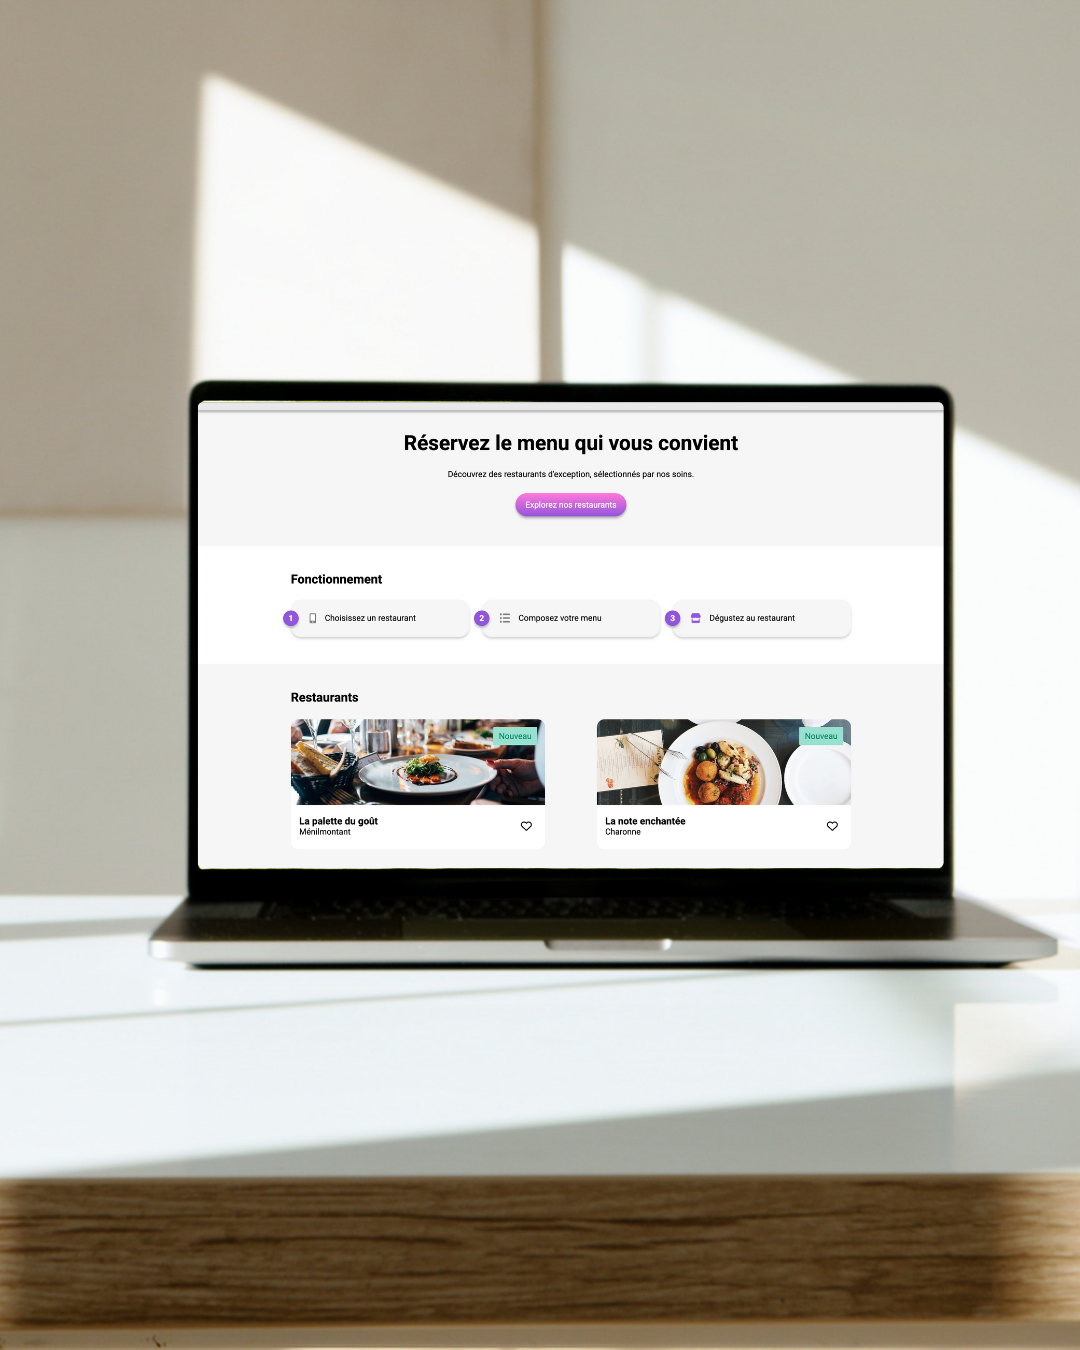 Réservez le menu qui vous convient
Découvrez des restaurants d'exception, sélectionnés par nos soins.
Explorez nos restaurants
Fonctionnement
1 Choisissez un restaurant
2 Composez votre menu
3 Dégustez au restaurant
Restaurants
Nouveau
La palette du goût
Ménilmontant
Nouveau
La note enchantée
Charonne